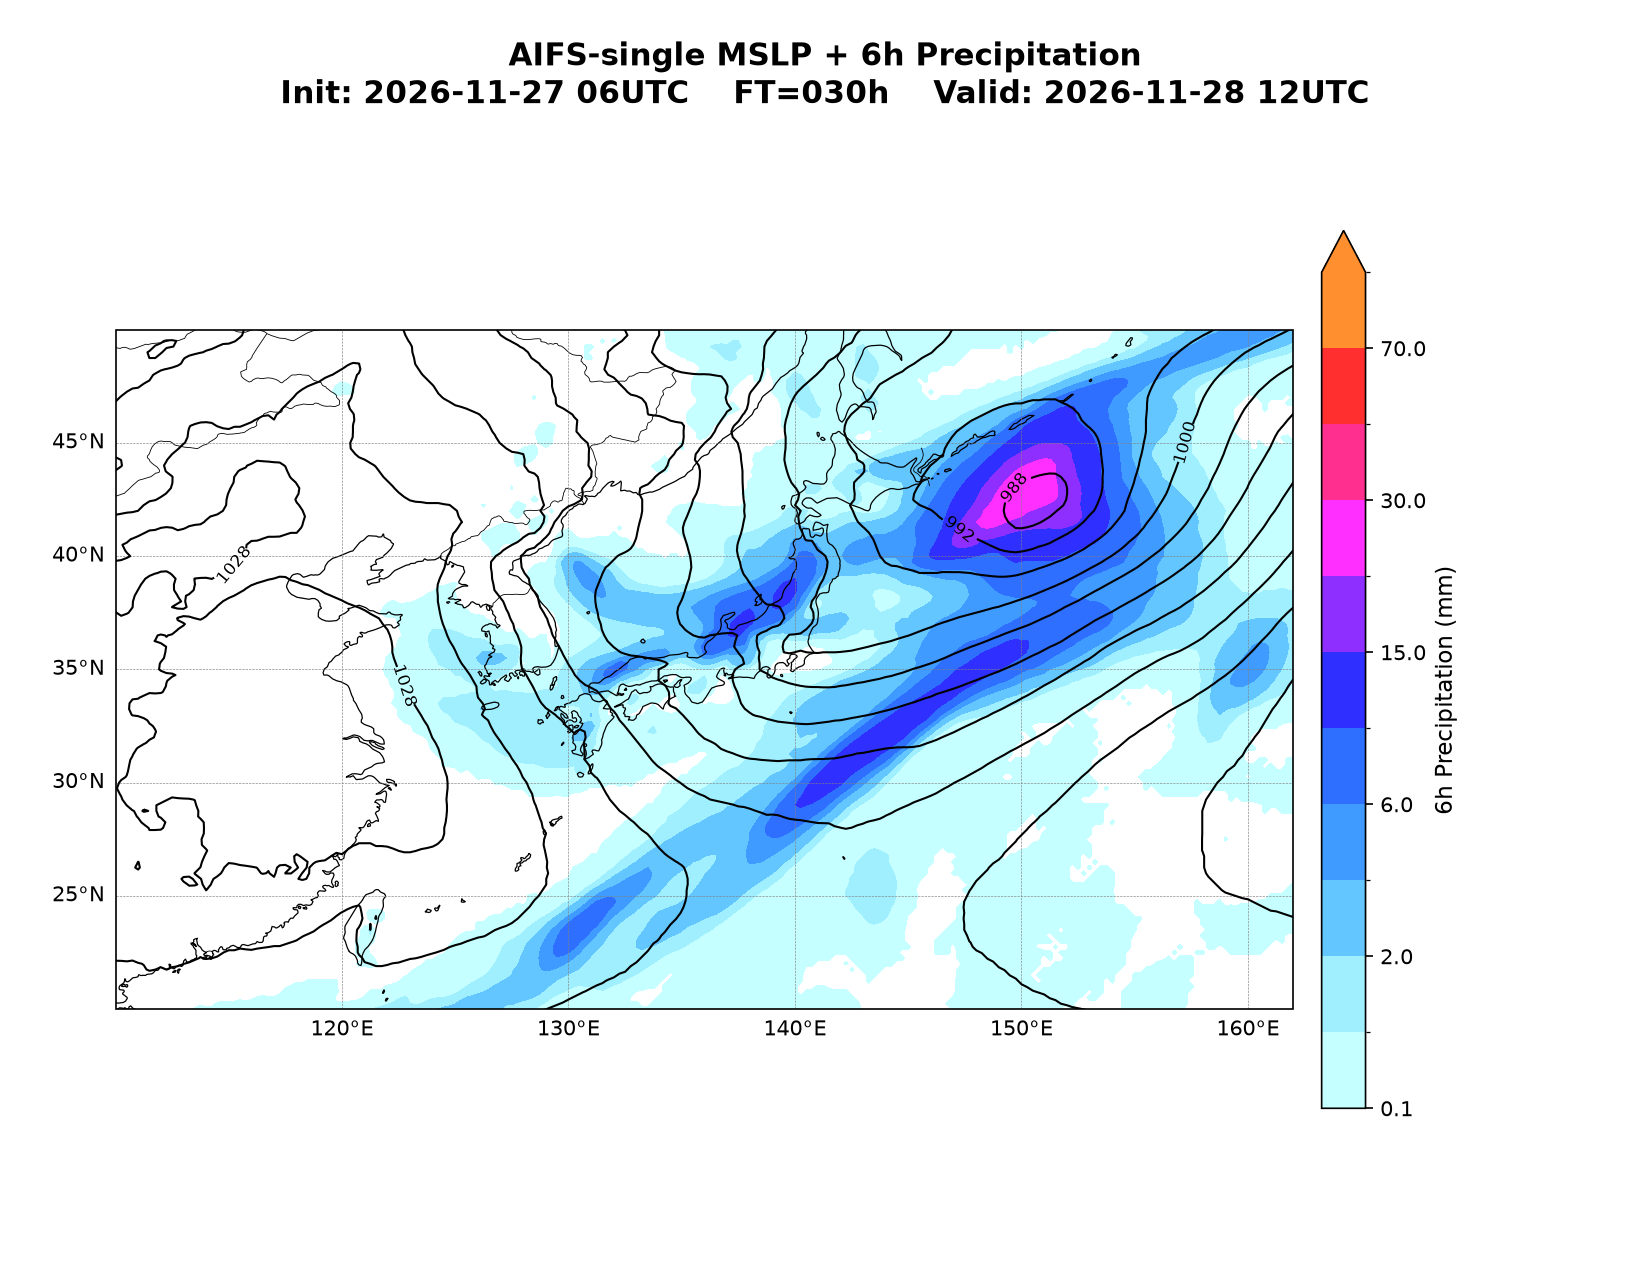 AIFS-single MSLP + 6h Precipitation
Init: 2026-11-27 06UTC    FT=030h    Valid: 2026-11-28 12UTC
45°N
40°N
35°N
30°N
25°N
120°E
130°E
140°E
150°E
160°E
1028
1028
988
992
1000
70.0
30.0
15.0
6.0
2.0
0.1
6h Precipitation (mm)